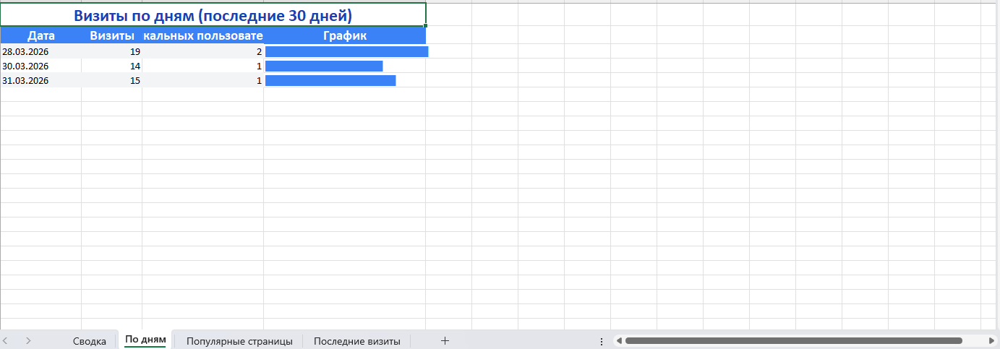 Визиты по дням (последние 30 дней)
Дата Визиты кальных пользовате График
28.03.2026 19 2
30.03.2026 14 1
31.03.2026 15 1
Сводка По дням Популярные страницы Последние визиты +